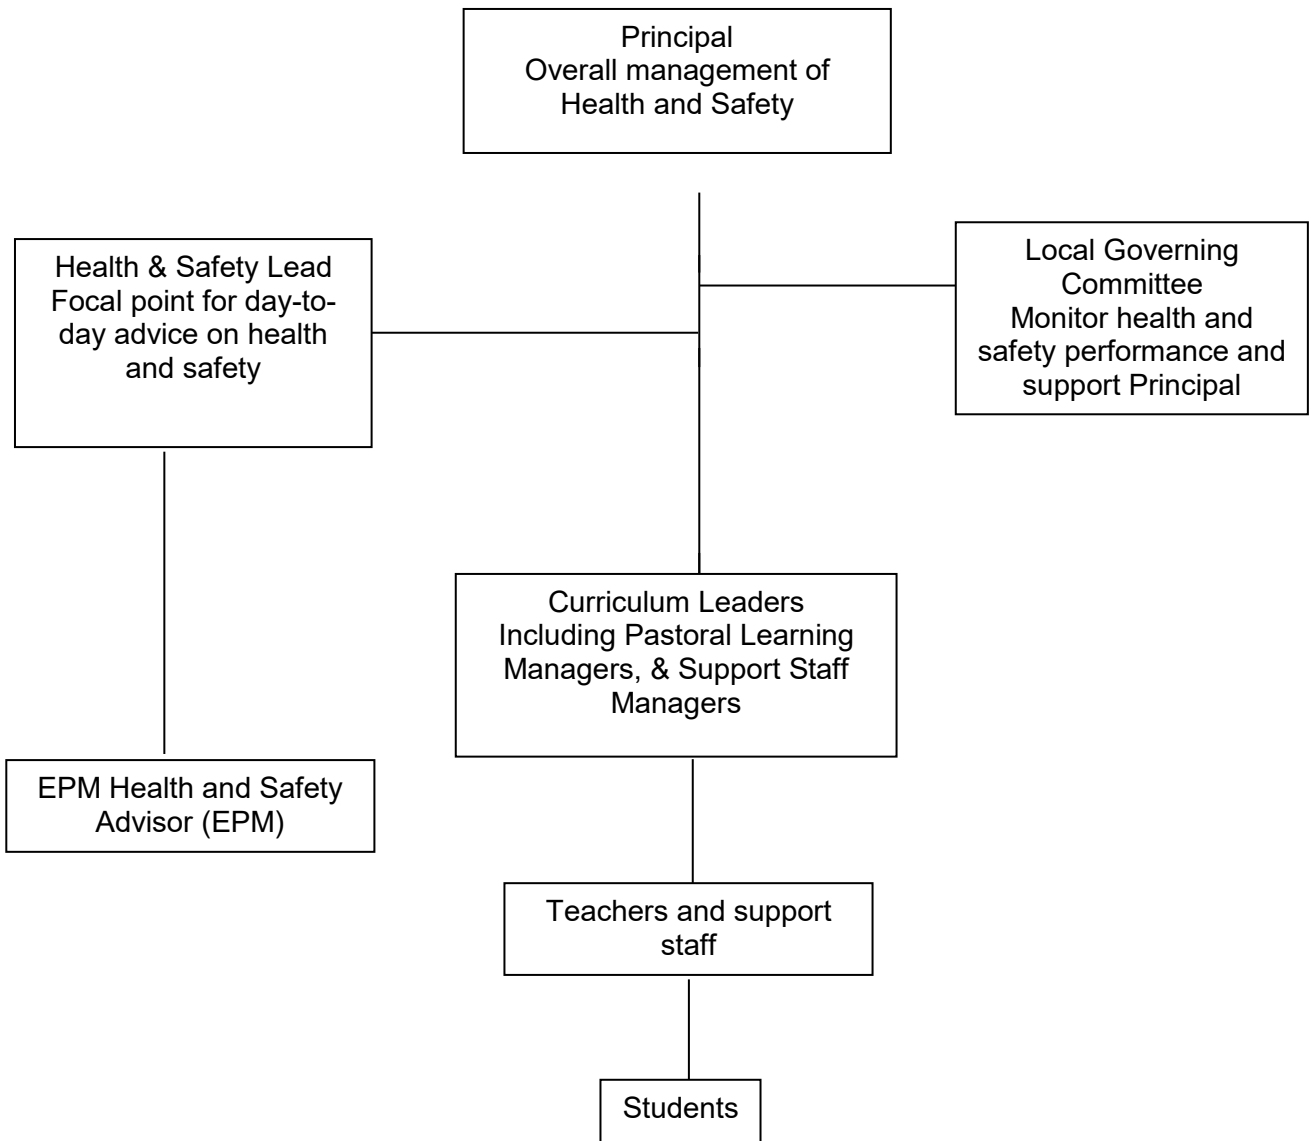 Principal
Overall management of
Health and Safety
Health & Safety Lead
Focal point for day-to-
day advice on health
and safety
Local Governing
Committee
Monitor health and
safety performance and
support Principal
Curriculum Leaders
Including Pastoral Learning
Managers, & Support Staff
Managers
EPM Health and Safety
Advisor (EPM)
Teachers and support
staff
Students